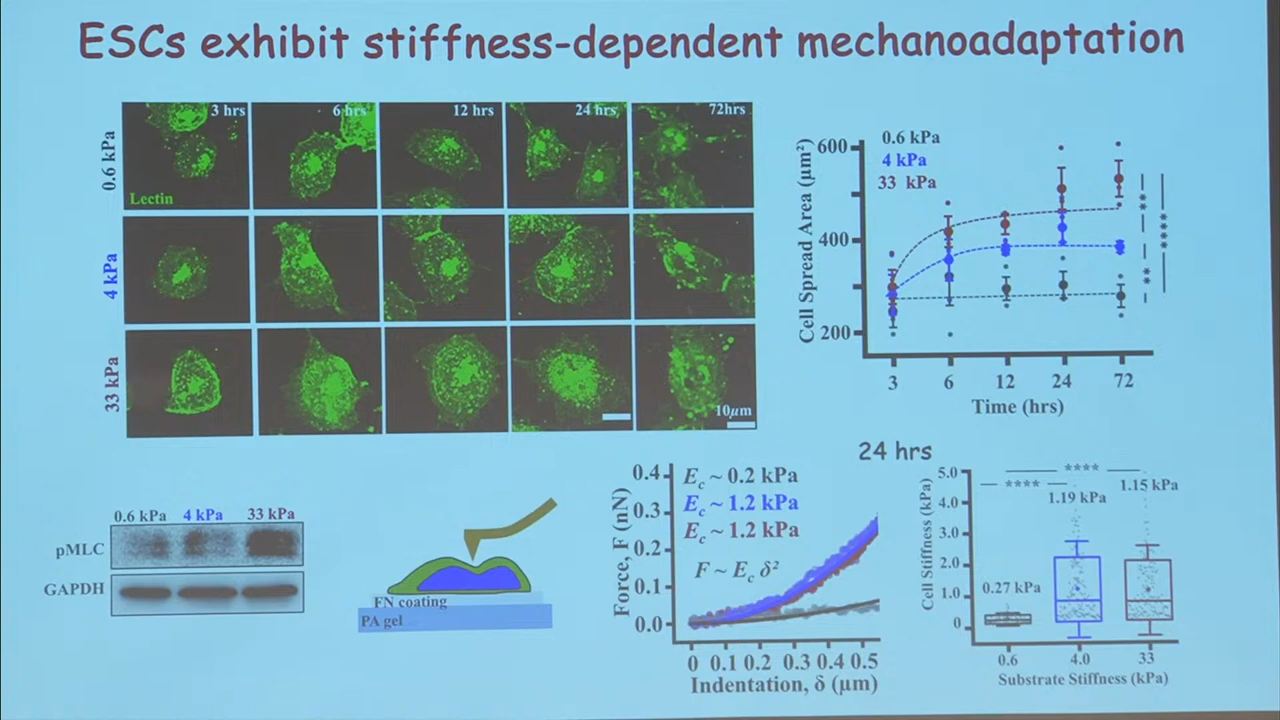 ESCs exhibit stiffness-dependent mechanoadaptation
3 hrs
6 hrs
12 hrs
24 hrs
72hrs
0.6 kPa
Lectin
4 kPa
33 kPa
10μm
Cell Spread Area (μm²)
600
400
200
0.6 kPa
4 kPa
33 kPa
**
**
****
3 6 12 24 72
Time (hrs)
0.6 kPa 4 kPa 33 kPa
pMLC
GAPDH
FN coating
PA gel
Force, F (nN)
0.4
0.3
0.2
0.1
0.0
E_c ~ 0.2 kPa
E_c ~ 1.2 kPa
E_c ~ 1.2 kPa
F ~ E_c δ²
0 0.1 0.2 0.3 0.4 0.5
Indentation, δ (μm)
24 hrs
Cell Stiffness (kPa)
5.0
4.0
3.0
2.0
1.0
0
****
****
1.19 kPa
1.15 kPa
0.27 kPa
0.6 4.0 33
Substrate Stiffness (kPa)